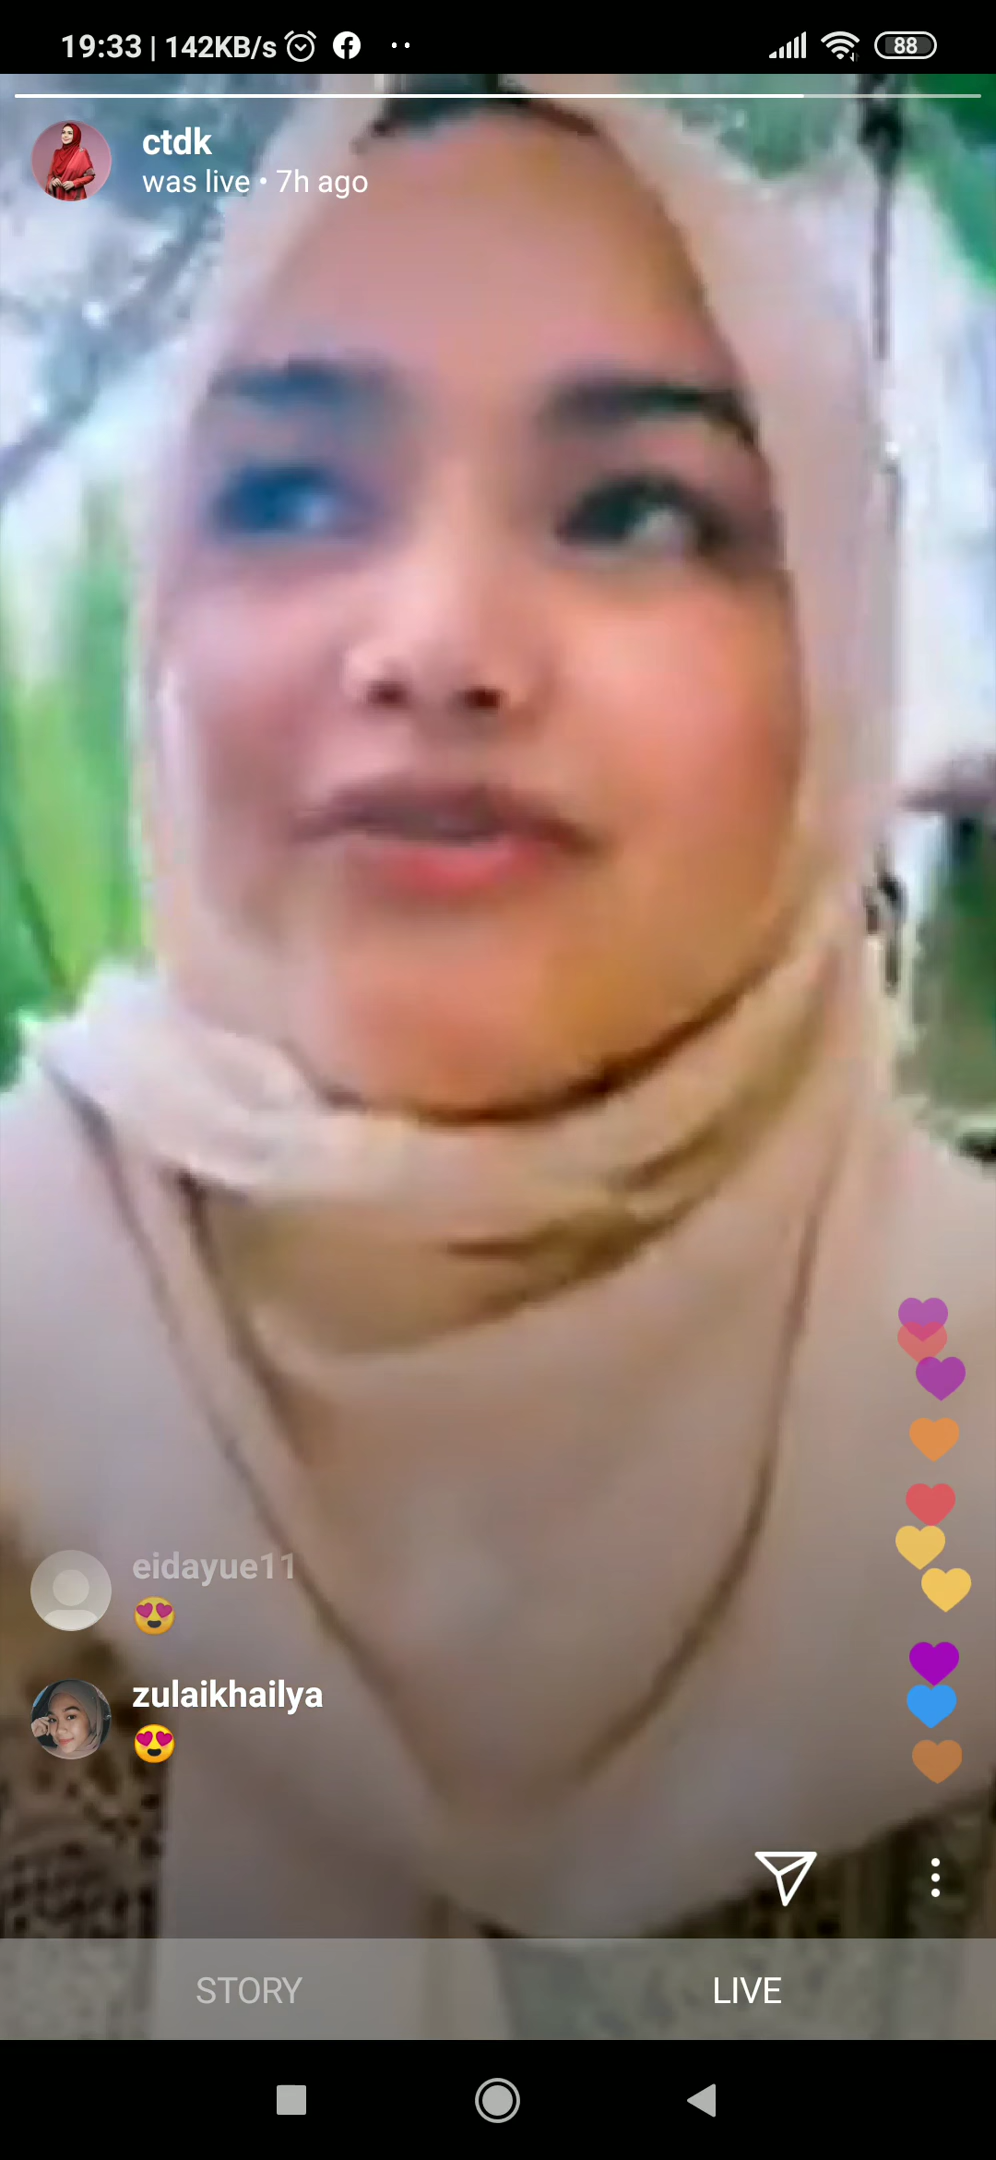 19:33 | 142KB/s
88
ctdk
was live • 7h ago
eidayue11
😍
zulaikhailya
😍
STORY
LIVE